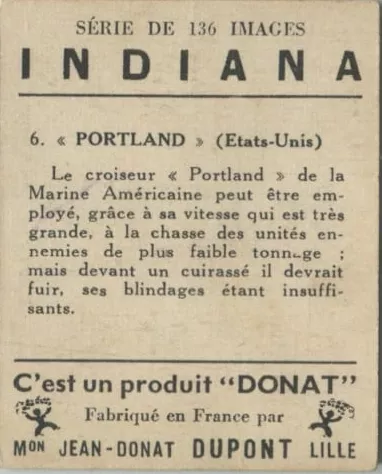 SÉRIE DE 136 IMAGES
INDIANA
6. « PORTLAND » (Etats-Unis)
Le croiseur « Portland » de la
Marine Américaine peut être em-
ployé, grâce à sa vitesse qui est très
grande, à la chasse des unités en-
nemies de plus faible tonnage ;
mais devant un cuirassé il devrait
fuir, ses blindages étant insuffi-
sants.
C'est un produit "DONAT"
Fabriqué en France par
MON JEAN-DONAT DUPONT LILLE